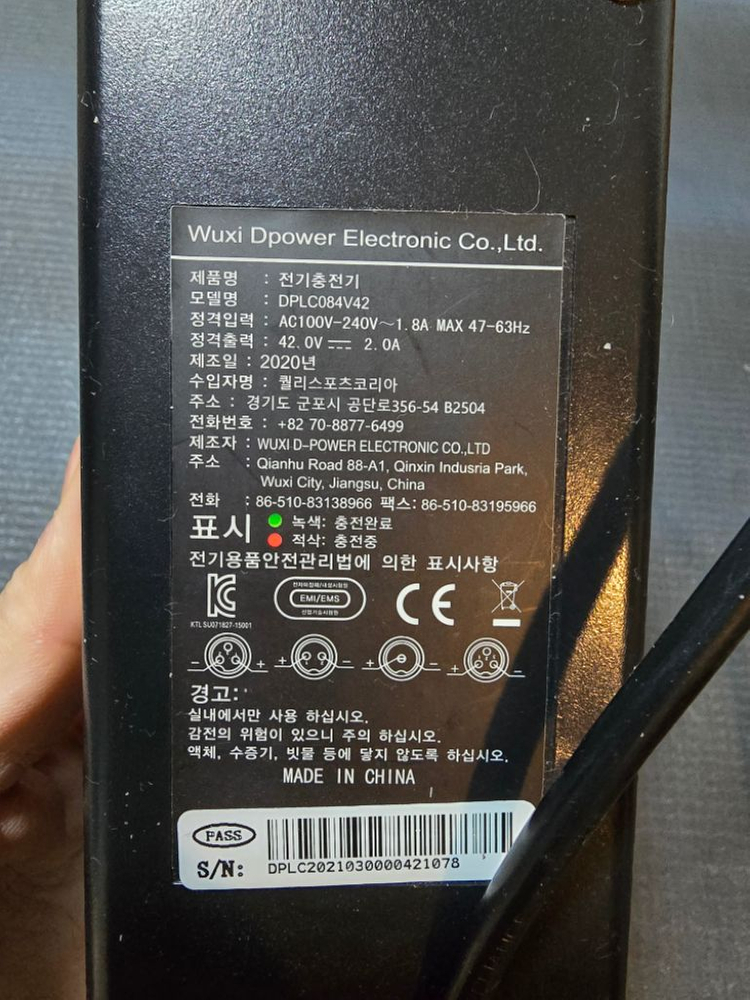 Wuxi Dpower Electronic Co.,Ltd.
제품명 : 전기충전기
모델명 : DPLC084V42
정격입력 : AC100V-240V~1.8A MAX 47-63Hz
정격출력 : 42.0V⎓ 2.0A
제조일 : 2020년
수입자명 : 퀄리스포츠코리아
주소 : 경기도 군포시 공단로356-54 B2504
전화번호 : +82 70-8877-6499
제조자 : WUXI D-POWER ELECTRONIC CO.,LTD
주소 : Qianhu Road 88-A1, Qinxin Indusria Park,
Wuxi City, Jiangsu, China
전화 : 86-510-83138966 팩스: 86-510-83195966
표시 녹색: 충전완료
적삭: 충전중
전기용품안전관리법에 의한 표시사항
KTL SU071827-15001
EMI/EMS
CE
- + - + - + - +
경고:
실내에서만 사용 하십시오.
감전의 위험이 있으니 주의 하십시오.
액체, 수증기, 빗물 등에 닿지 않도록 하십시오.
MADE IN CHINA
PASS
S/N: DPLC2021030000421078